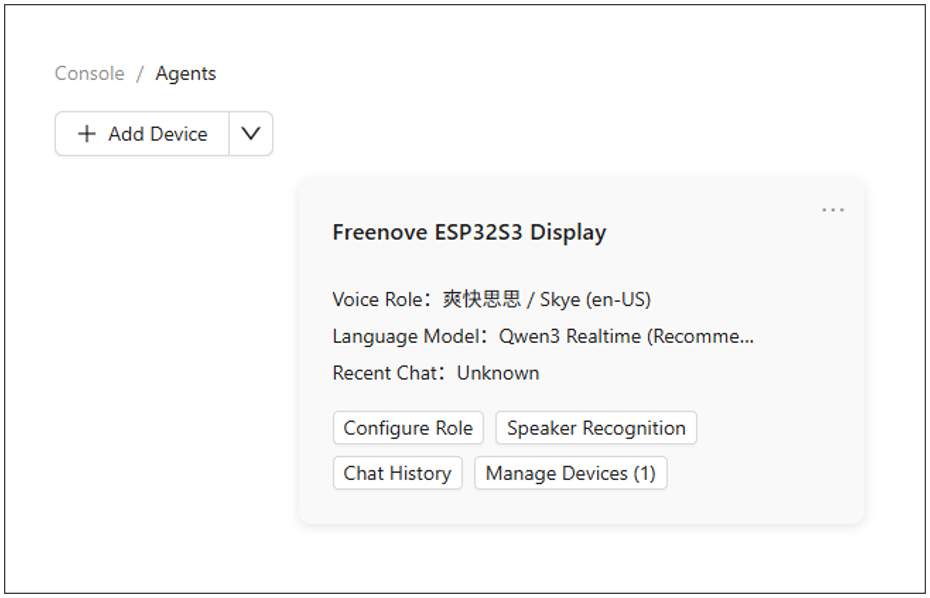 Console / Agents
+ Add Device
Freenove ESP32S3 Display
Voice Role：爽快思思 / Skye (en-US)
Language Model：Qwen3 Realtime (Recomme...
Recent Chat：Unknown
Configure Role Speaker Recognition
Chat History Manage Devices (1)